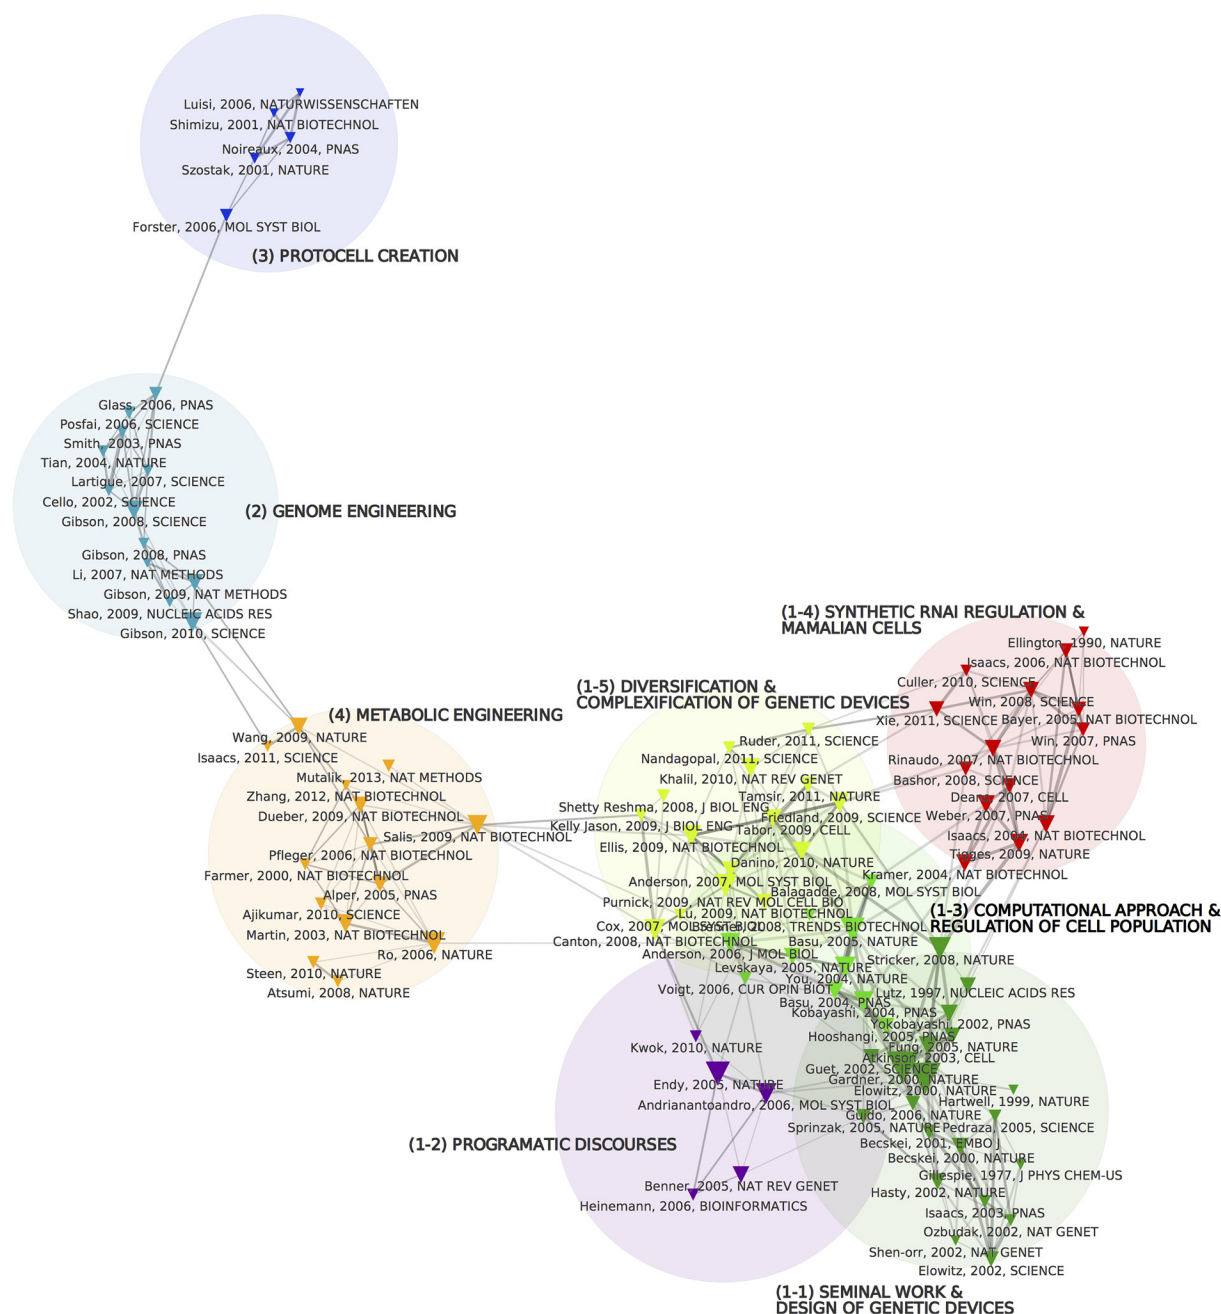 Luisi, 2006, NATURWISSENSCHAFTEN
Shimizu, 2001, NAT BIOTECHNOL
Noireaux, 2004, PNAS
Szostak, 2001, NATURE
Forster, 2006, MOL SYST BIOL
(3) PROTOCELL CREATION
Glass, 2006, PNAS
Posfai, 2006, SCIENCE
Smith, 2003, PNAS
Tian, 2004, NATURE
Lartigue, 2007, SCIENCE
Cello, 2002, SCIENCE
Gibson, 2008, SCIENCE
(2) GENOME ENGINEERING
Gibson, 2008, PNAS
Li, 2007, NAT METHODS
Gibson, 2009, NAT METHODS
Shao, 2009, NUCLEIC ACIDS RES
Gibson, 2010, SCIENCE
(4) METABOLIC ENGINEERING
Wang, 2009, NATURE
Isaacs, 2011, SCIENCE
Mutalik, 2013, NAT METHODS
Zhang, 2012, NAT BIOTECHNOL
Dueber, 2009, NAT BIOTECHNOL
Salis, 2009, NAT BIOTECHNOL
Pfleger, 2006, NAT BIOTECHNOL
Farmer, 2000, NAT BIOTECHNOL
Alper, 2005, PNAS
Ajikumar, 2010, SCIENCE
Martin, 2003, NAT BIOTECHNOL
Ro, 2006, NATURE
Steen, 2010, NATURE
Atsumi, 2008, NATURE
(1-5) DIVERSIFICATION &
COMPLEXIFICATION OF GENETIC DEVICES
Ruder, 2011, SCIENCE
Nandagopal, 2011, SCIENCE
Khalil, 2010, NAT REV GENET
Tamsir, 2011, NATURE
Shetty Reshma, 2008, J BIOL ENG
Friedland, 2009, SCIENCE
Kelly Jason, 2009, J BIOL ENG
Tabor, 2009, CELL
Ellis, 2009, NAT BIOTECHNOL
Danino, 2010, NATURE
Anderson, 2007, MOL SYST BIOL
Balagadde, 2008, MOL SYST BIOL
Purnick, 2009, NAT REV MOL CELL BIO
Lu, 2009, NAT BIOTECHNOL
Cox, 2007, MOL SYST BIOL
Brenner, 2008, TRENDS BIOTECHNOL
Canton, 2008, NAT BIOTECHNOL
(1-4) SYNTHETIC RNAI REGULATION &
MAMALIAN CELLS
Ellington, 1990, NATURE
Isaacs, 2006, NAT BIOTECHNOL
Culler, 2010, SCIENCE
Win, 2008, SCIENCE
Xie, 2011, SCIENCE
Bayer, 2005, NAT BIOTECHNOL
Win, 2007, PNAS
Rinaudo, 2007, NAT BIOTECHNOL
Bashor, 2008, SCIENCE
Deans, 2007, CELL
Weber, 2007, PNAS
Isaacs, 2004, NAT BIOTECHNOL
Tigges, 2009, NATURE
Kramer, 2004, NAT BIOTECHNOL
(1-3) COMPUTATIONAL APPROACH &
REGULATION OF CELL POPULATION
Basu, 2005, NATURE
Anderson, 2006, J MOL BIOL
Stricker, 2008, NATURE
Levskaya, 2005, NATURE
You, 2004, NATURE
Voigt, 2006, CUR OPIN BIOT
Lutz, 1997, NUCLEIC ACIDS RES
Basu, 2004, PNAS
Kobayashi, 2004, PNAS
Yokobayashi, 2002, PNAS
Hooshangi, 2005, PNAS
Fung, 2005, NATURE
Atkinson, 2003, CELL
Guet, 2002, SCIENCE
Gardner, 2000, NATURE
Elowitz, 2000, NATURE
Hartwell, 1999, NATURE
Guido, 2006, NATURE
Sprinzak, 2005, NATURE
Pedraza, 2005, SCIENCE
Becskei, 2001, EMBO J
Becskei, 2000, NATURE
Gillespie, 1977, J PHYS CHEM-US
Hasty, 2002, NATURE
Isaacs, 2003, PNAS
Ozbudak, 2002, NAT GENET
Shen-orr, 2002, NAT GENET
Elowitz, 2002, SCIENCE
(1-1) SEMINAL WORK &
DESIGN OF GENETIC DEVICES
Kwok, 2010, NATURE
Endy, 2005, NATURE
Andrianantoandro, 2006, MOL SYST BIOL
(1-2) PROGRAMATIC DISCOURSES
Benner, 2005, NAT REV GENET
Heinemann, 2006, BIOINFORMATICS